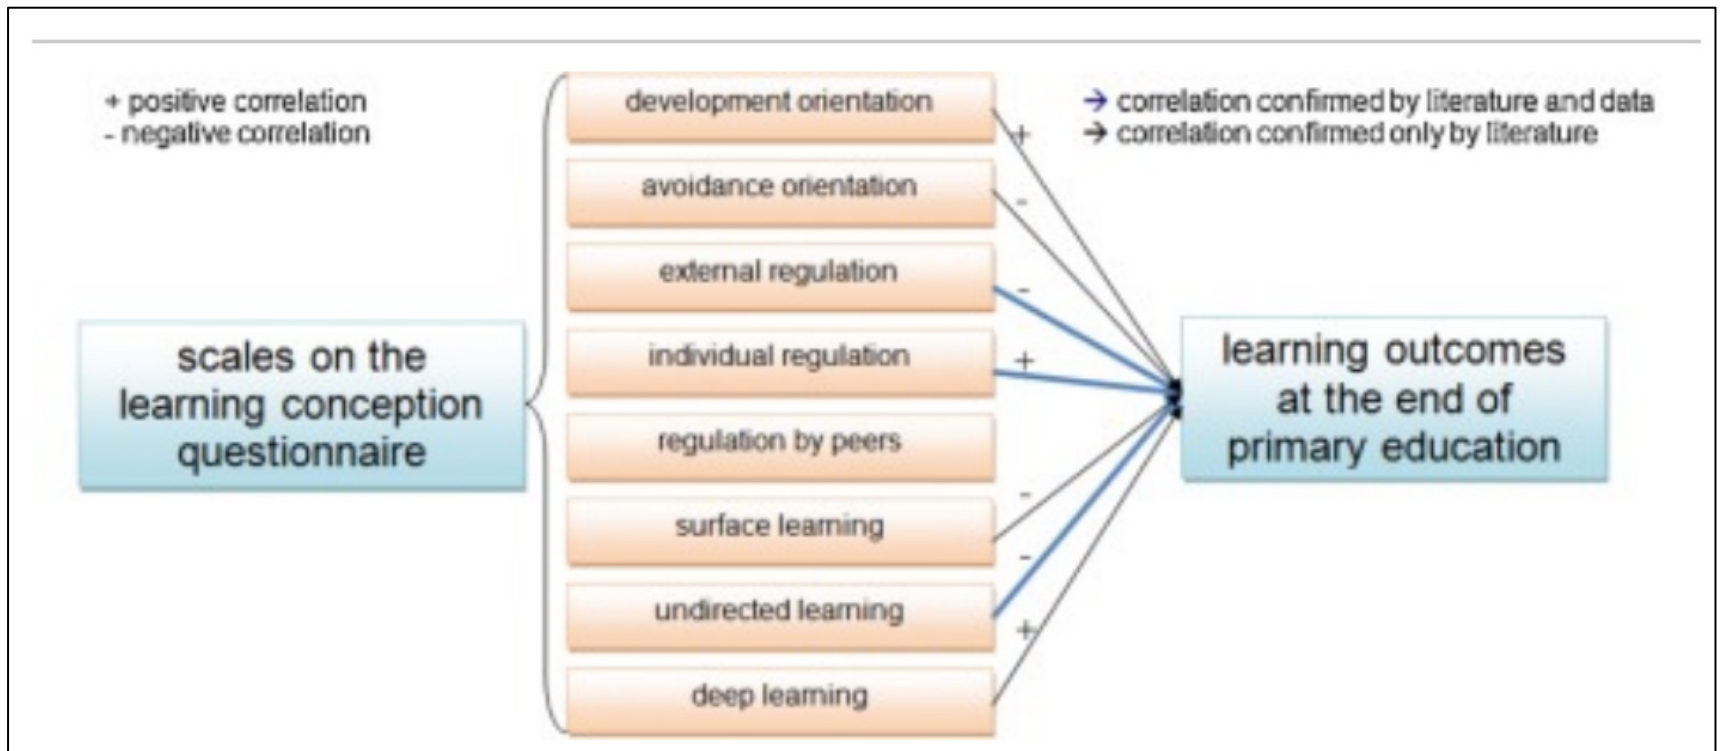 + positive correlation
- negative correlation
→ correlation confirmed by literature and data
→ correlation confirmed only by literature
scales on the
learning conception
questionnaire
development orientation
+
avoidance orientation
-
external regulation
-
individual regulation
+
regulation by peers
surface learning
-
undirected learning
-
deep learning
+
learning outcomes
at the end of
primary education